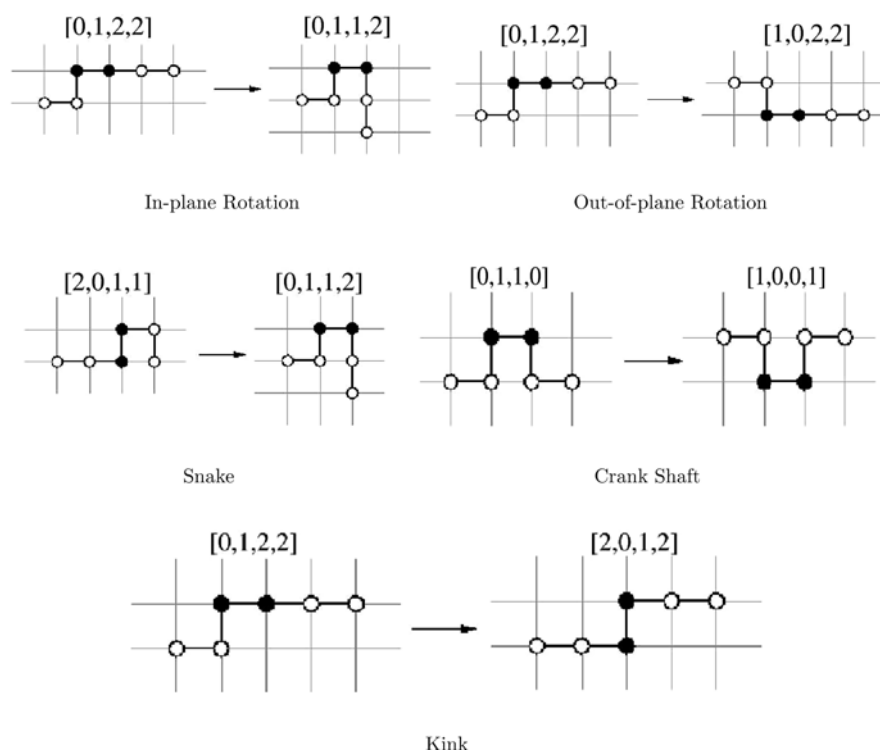 [0,1,2,2]
[0,1,1,2]
[0,1,2,2]
[1,0,2,2]
In-plane Rotation
Out-of-plane Rotation
[2,0,1,1]
[0,1,1,2]
[0,1,1,0]
[1,0,0,1]
Snake
Crank Shaft
[0,1,2,2]
[2,0,1,2]
Kink